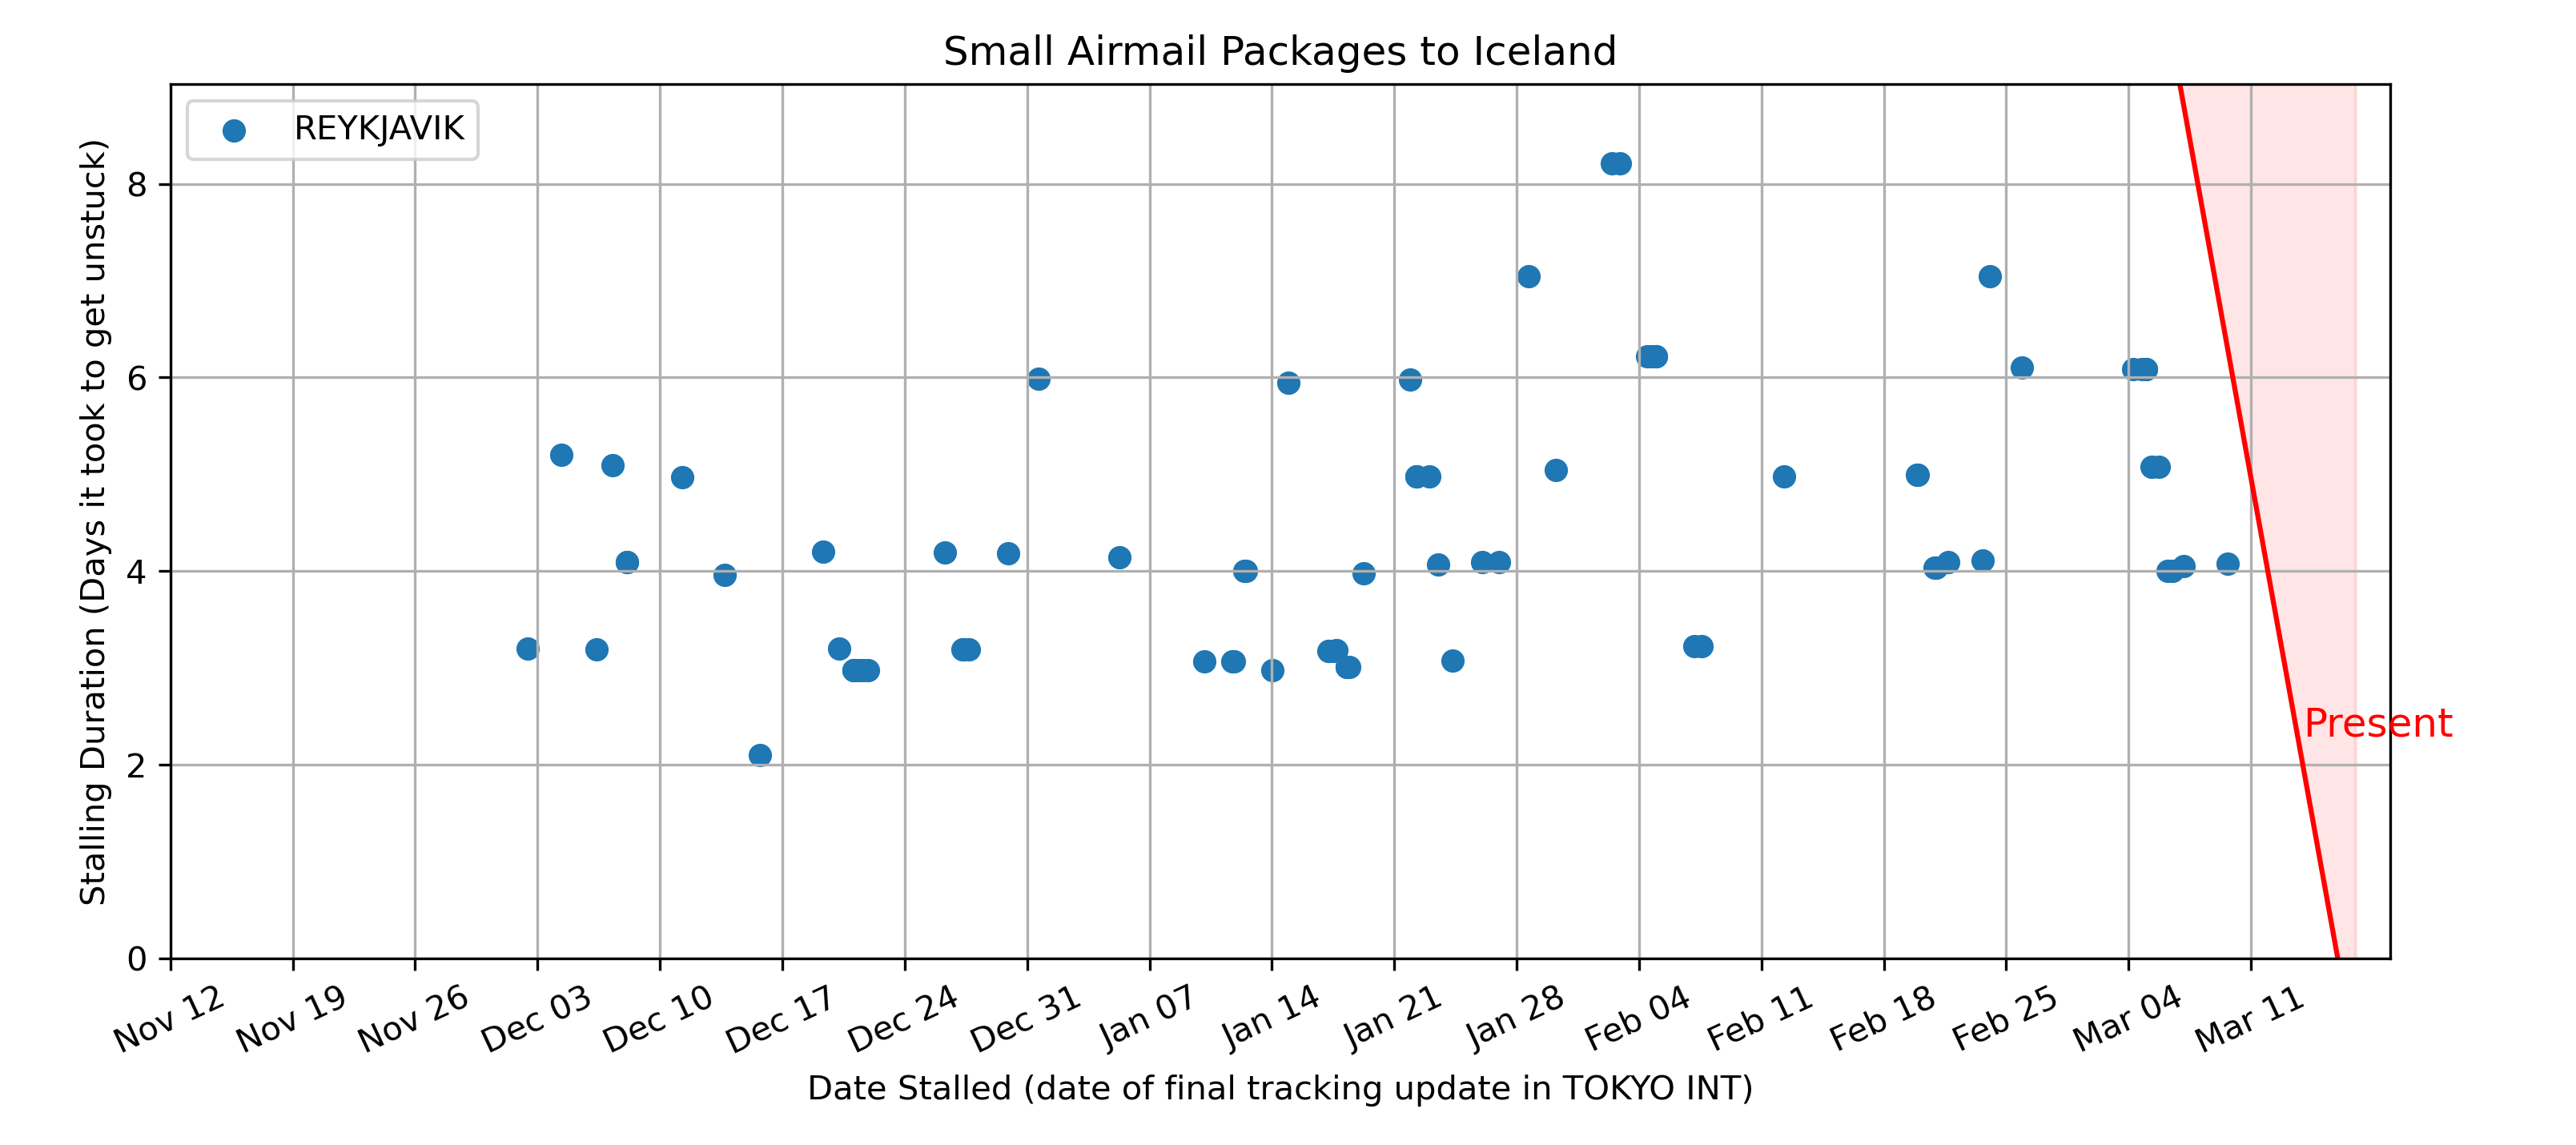 Small Airmail Packages to Iceland
REYKJAVIK
Stalling Duration (Days it took to get unstuck)
8
6
4
2
0
Present
Nov 12 Nov 19 Nov 26 Dec 03 Dec 10 Dec 17 Dec 24 Dec 31 Jan 07 Jan 14 Jan 21 Jan 28 Feb 04 Feb 11 Feb 18 Feb 25 Mar 04 Mar 11
Date Stalled (date of final tracking update in TOKYO INT)